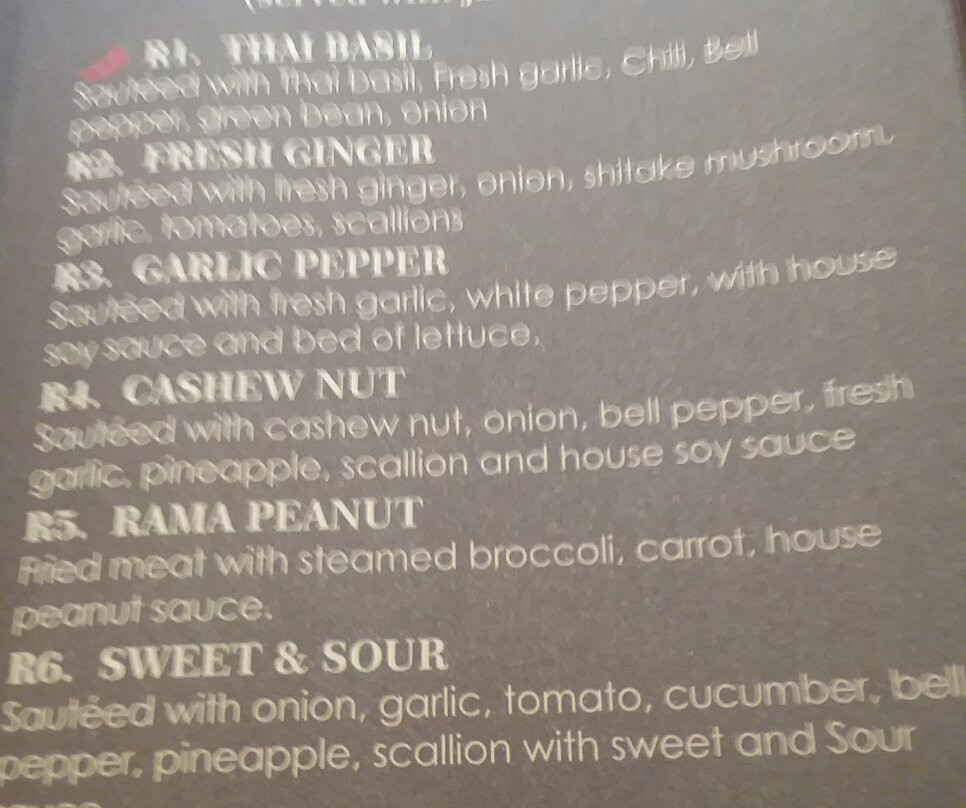 (served with
R1. THAI BASIL
Sautéed with Thai basil, Fresh garlic, Chili, Bell
pepper, green bean, onion
R2. FRESH GINGER
Sautéed with fresh ginger, onion, shitake mushroom,
garlic, tomatoes, scallions
R3. GARLIC PEPPER
Sautéed with fresh garlic, white pepper, with house
soy sauce and bed of lettuce.
R4. CASHEW NUT
Sautéed with cashew nut, onion, bell pepper, fresh
garlic, pineapple, scallion and house soy sauce
R5. RAMA PEANUT
Fried meat with steamed broccoli, carrot, house
peanut sauce.
R6. SWEET & SOUR
Sautéed with onion, garlic, tomato, cucumber, bell
pepper, pineapple, scallion with sweet and Sour